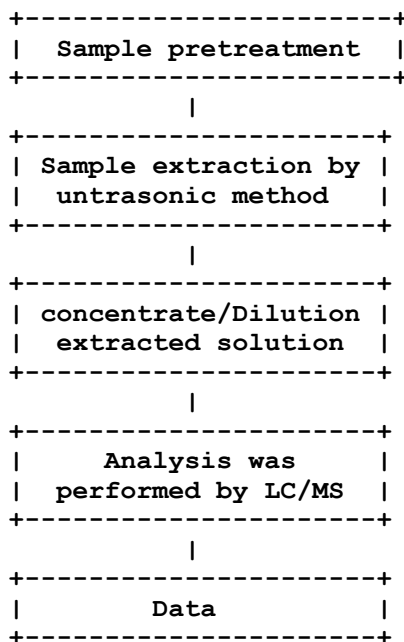 Sample pretreatment
Sample extraction by
untrasonic method
concentrate/Dilution
extracted solution
Analysis was
performed by LC/MS
Data